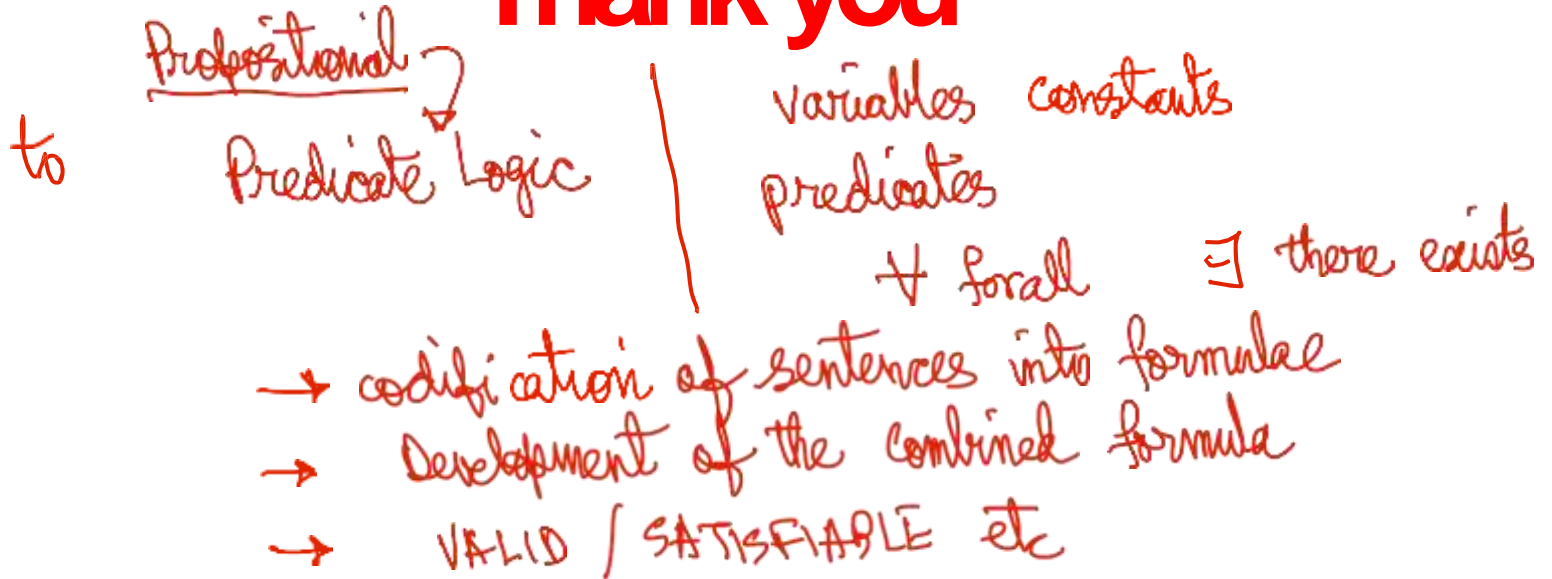 Thank you
Propositional
to Predicate Logic
variables constants
predicates
∀ forall ∃ there exists
→ codification of sentences into formulae
→ Development of the combined formula
→ VALID / SATISFIABLE etc